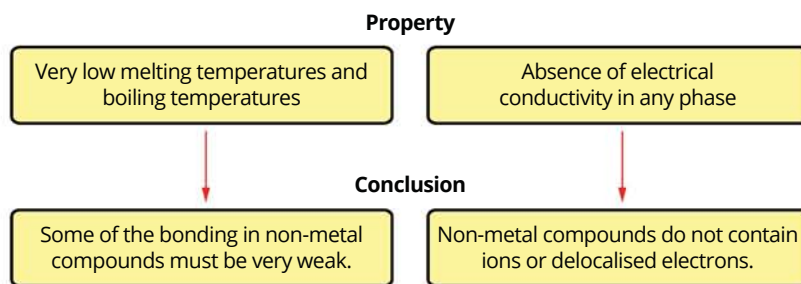 Property
Very low melting temperatures and
boiling temperatures
Absence of electrical
conductivity in any phase
Conclusion
Some of the bonding in non-metal
compounds must be very weak.
Non-metal compounds do not contain
ions or delocalised electrons.